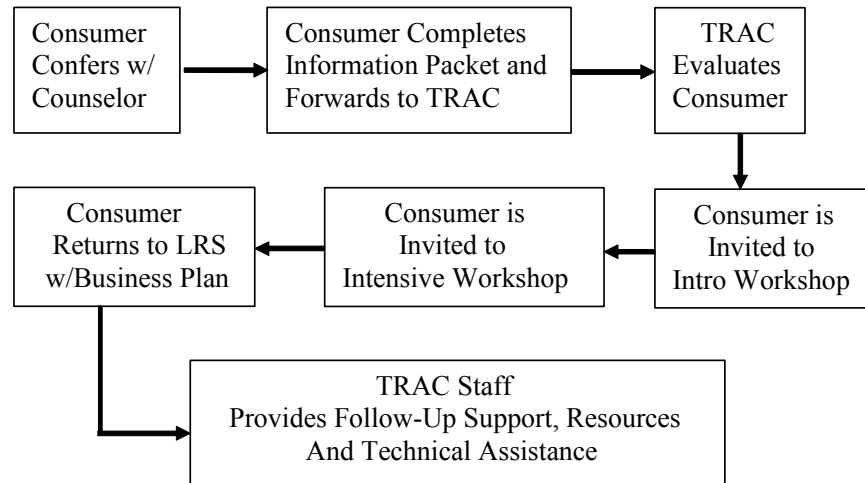 Consumer
Confers w/
Counselor
Consumer Completes
Information Packet and
Forwards to TRAC
TRAC
Evaluates
Consumer
Consumer is
Invited to
Intro Workshop
Consumer is
Invited to
Intensive Workshop
Consumer
Returns to LRS
w/Business Plan
TRAC Staff
Provides Follow-Up Support, Resources
And Technical Assistance